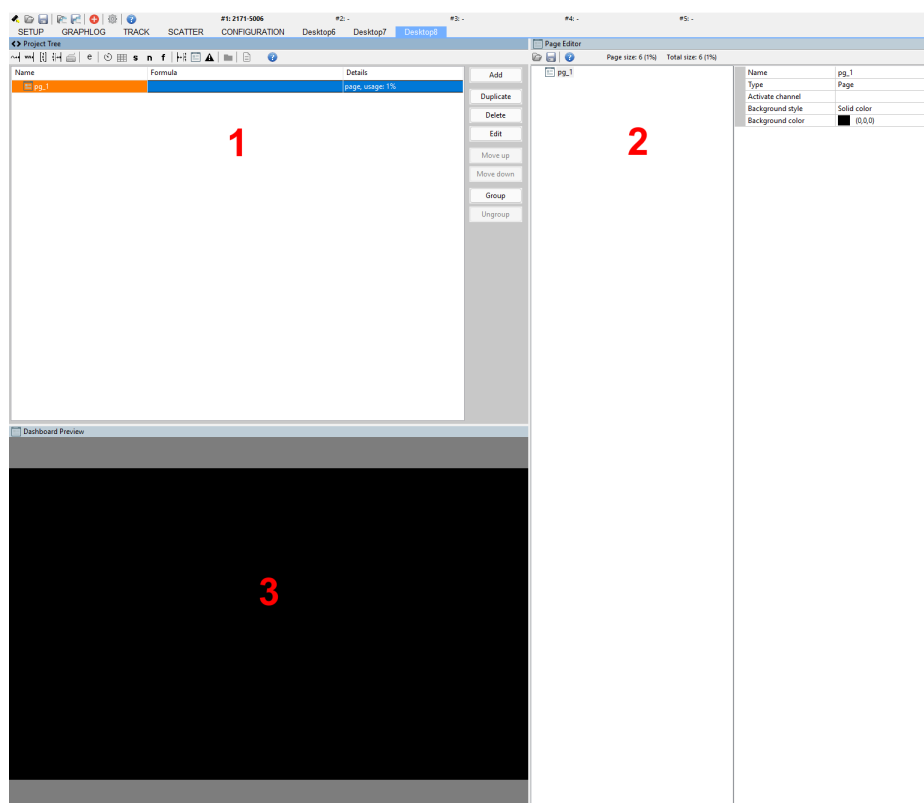 #1: 2171-5006 #2: - #3: - #4: - #5: -
SETUP GRAPHLOG TRACK SCATTER CONFIGURATION Desktop6 Desktop7 Desktop8
Project Tree
Page Editor
e s n f
Page size: 6 (1%) Total size: 6 (1%)
Name Formula Details
pg_1 page, usage: 1%
Add
Duplicate
Delete
Edit
Move up
Move down
Group
Ungroup
1
pg_1
2
Name pg_1
Type Page
Activate channel
Background style Solid color
Background color (0,0,0)
Dashboard Preview
3